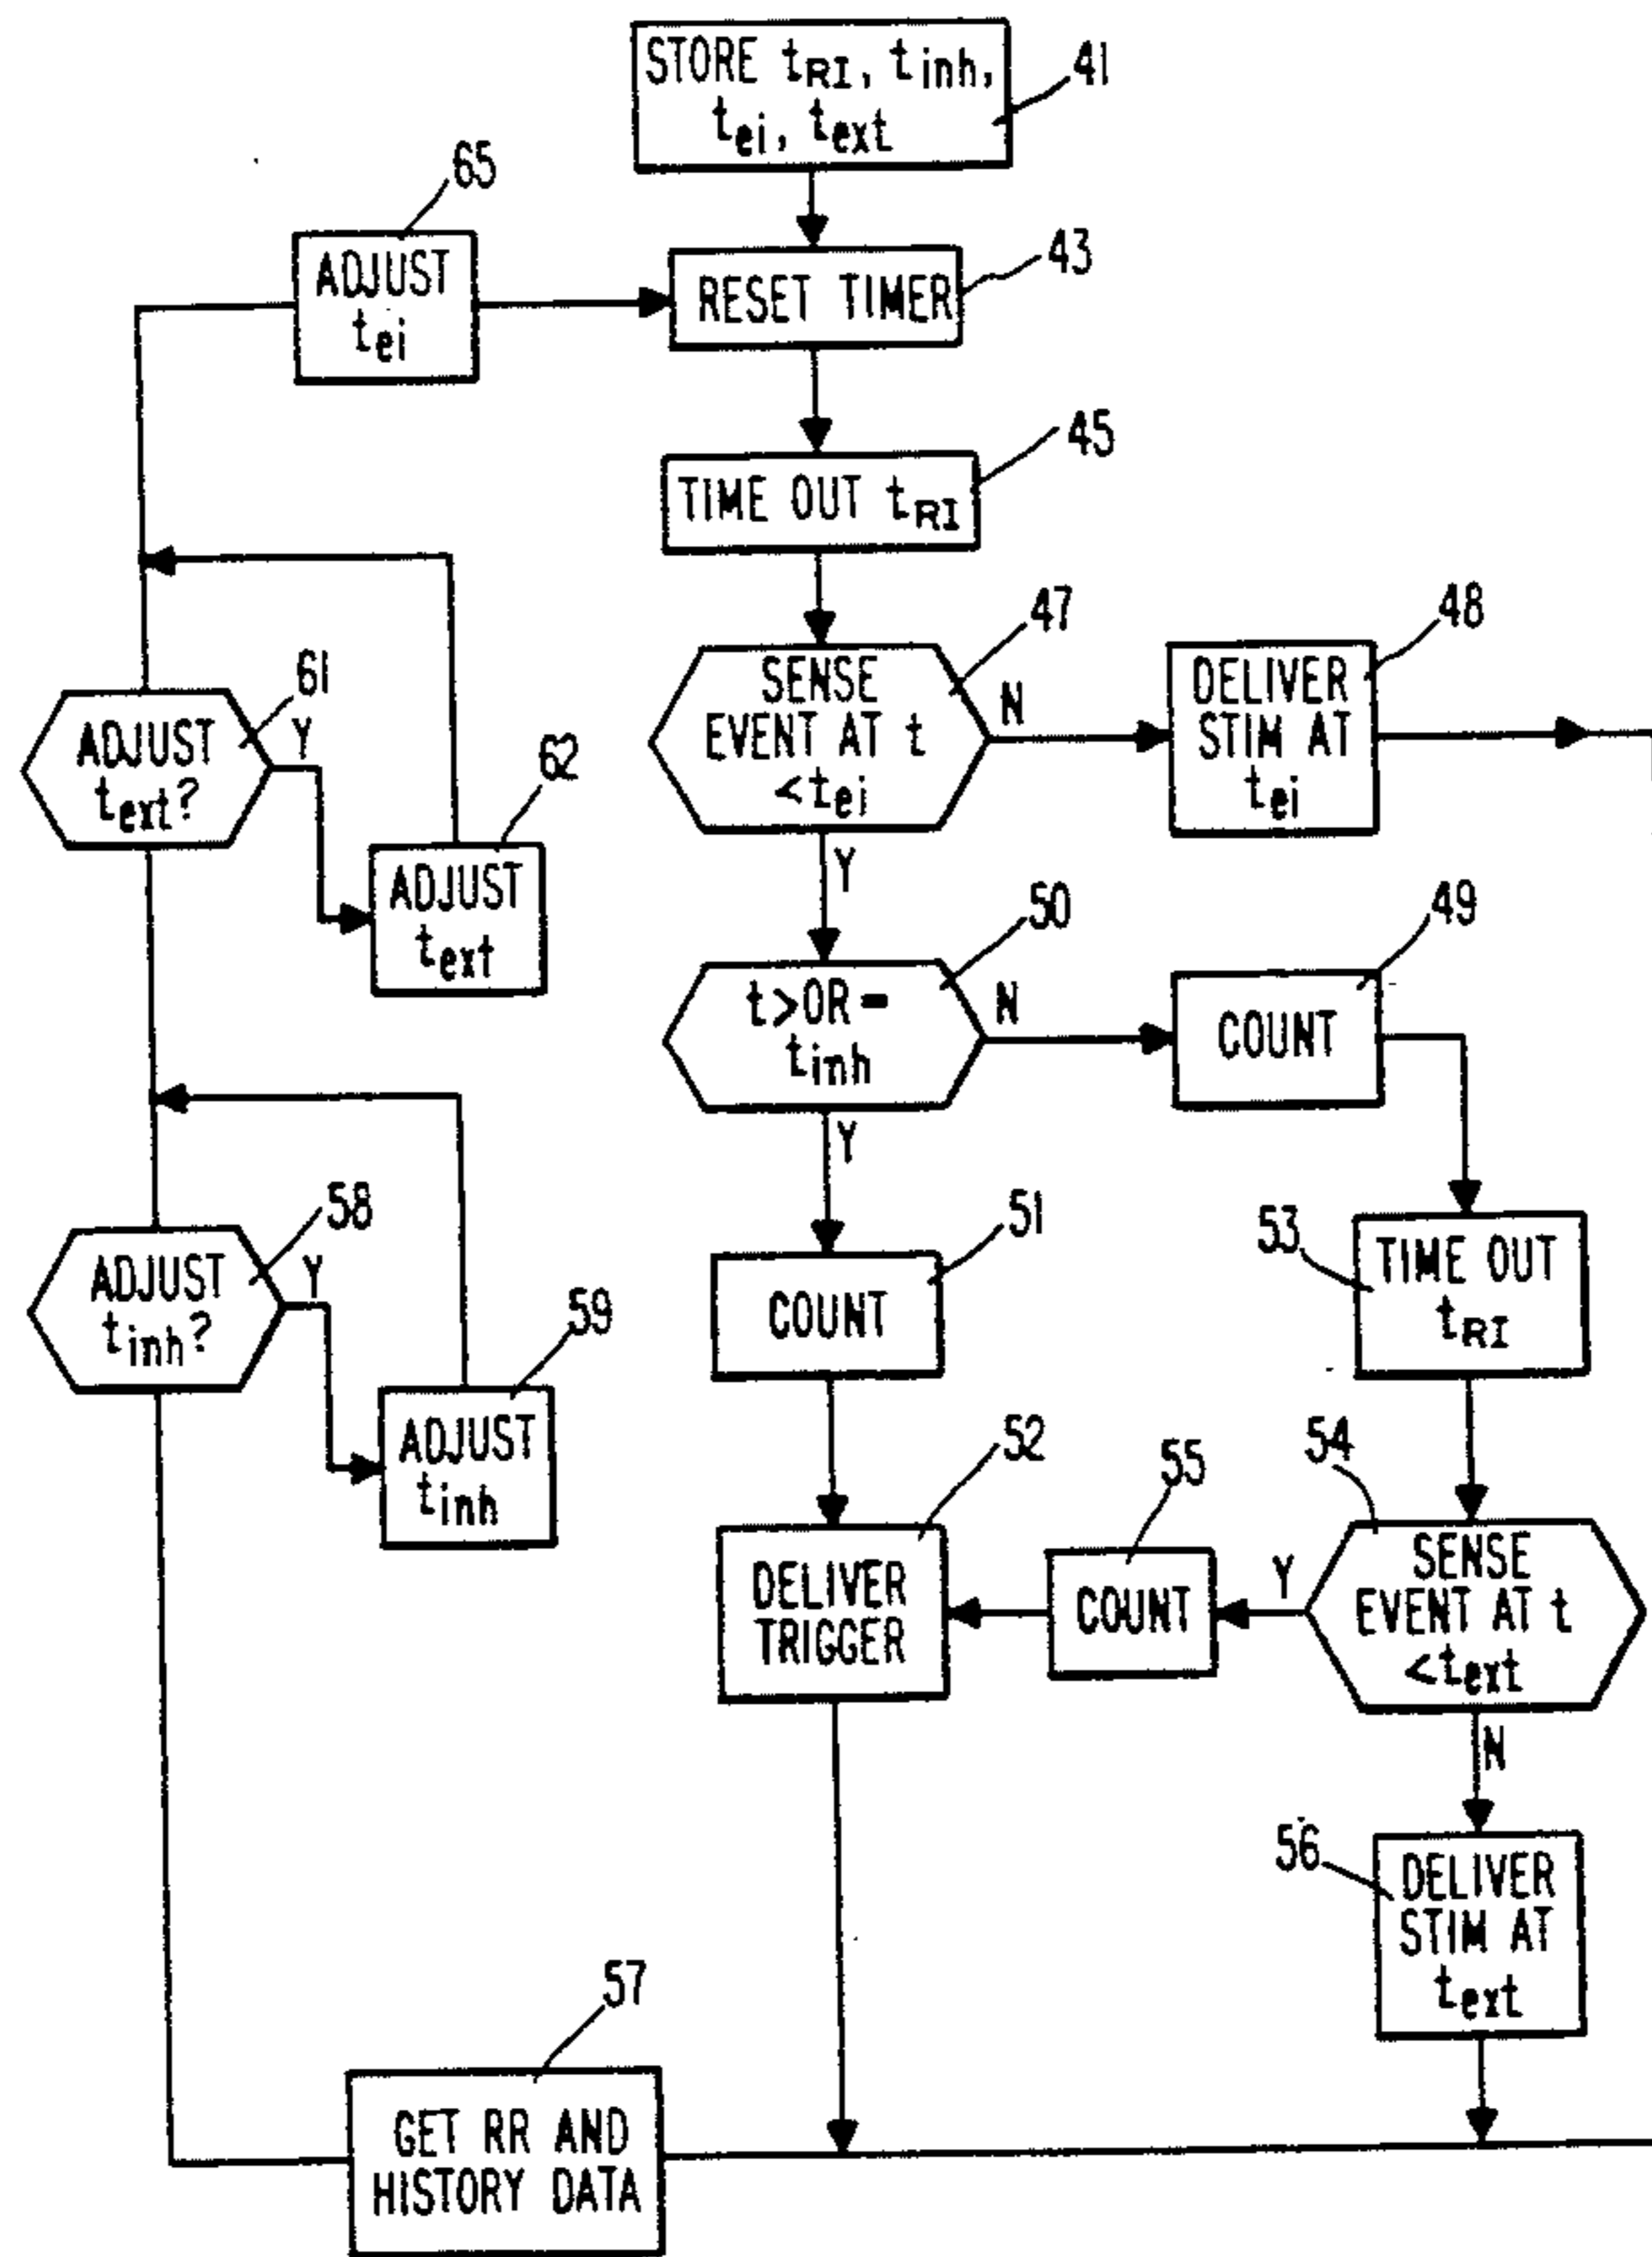 STORE tRI, tinh,
tei, text
41
65
ADJUST
tei
RESET TIMER
43
TIME OUT tRI
45
SENSE
EVENT AT t
<tei
47
N
Y
DELIVER
STIM AT
tei
48
61
ADJUST
text?
Y
62
ADJUST
text
50
t>OR=
tinh
N
Y
49
COUNT
58
ADJUST
tinh?
Y
59
ADJUST
tinh
51
COUNT
53
TIME OUT
tRI
52
DELIVER
TRIGGER
55
COUNT
54
SENSE
EVENT AT t
<text
Y
N
56
DELIVER
STIM AT
text
57
GET RR AND
HISTORY DATA